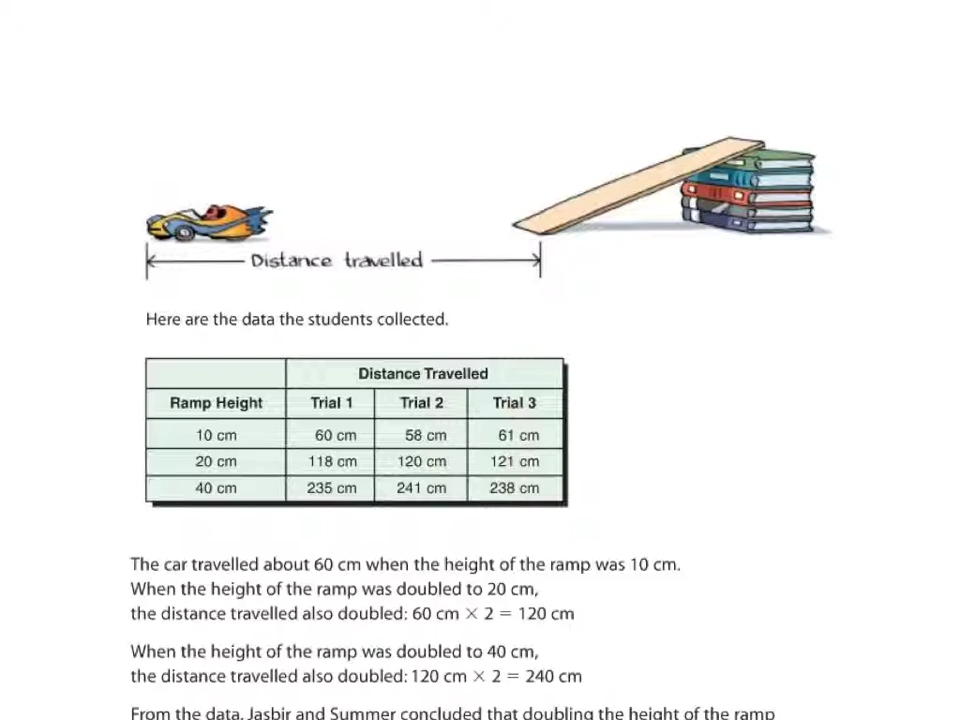 Distance travelled
Here are the data the students collected.
Distance Travelled
Ramp Height Trial 1 Trial 2 Trial 3
10 cm 60 cm 58 cm 61 cm
20 cm 118 cm 120 cm 121 cm
40 cm 235 cm 241 cm 238 cm
The car travelled about 60 cm when the height of the ramp was 10 cm.
When the height of the ramp was doubled to 20 cm,
the distance travelled also doubled: 60 cm × 2 = 120 cm
When the height of the ramp was doubled to 40 cm,
the distance travelled also doubled: 120 cm × 2 = 240 cm
From the data, Jasbir and Summer concluded that doubling the height of the ramp